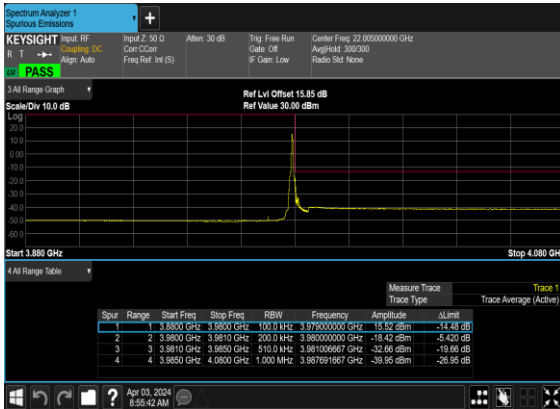 Spectrum Analyzer 1
Spurious Emissions
+
KEYSIGHT Input: RF Input Z: 50 Ω Atten: 30 dB Trig: Free Run Center Freq: 22.005000000 GHz
R T Coupling: DC Corr CCorr Gate: Off Avg|Hold: 300/300
Align: Auto Freq Ref: Int (S) IF Gain: Low Radio Std: None
LW PASS
3 All Range Graph
Ref Lvl Offset 15.85 dB
Scale/Div 10.0 dB Ref Value 30.00 dBm
Log
20.0
10.0
0.00
-10.0
-20.0
-30.0
-40.0
-50.0
-60.0
Start 3.880 GHz Stop 4.080 GH
4 All Range Table
Measure Trace Trace 1
Trace Type Trace Average (Active)
Spur Range Start Freq Stop Freq RBW Frequency Amplitude ΔLimit
1 1 3.8800 GHz 3.9800 GHz 100.0 kHz 3.979000000 GHz 15.52 dBm -14.48 dB
2 2 3.9800 GHz 3.9810 GHz 200.0 kHz 3.980000000 GHz -18.42 dBm -5.420 dB
3 3 3.9810 GHz 3.9850 GHz 510.0 kHz 3.981006667 GHz -32.66 dBm -19.66 dB
4 4 3.9850 GHz 4.0800 GHz 1.000 MHz 3.987691667 GHz -39.95 dBm -26.95 dB
? Apr 03, 2024
8:55:42 AM